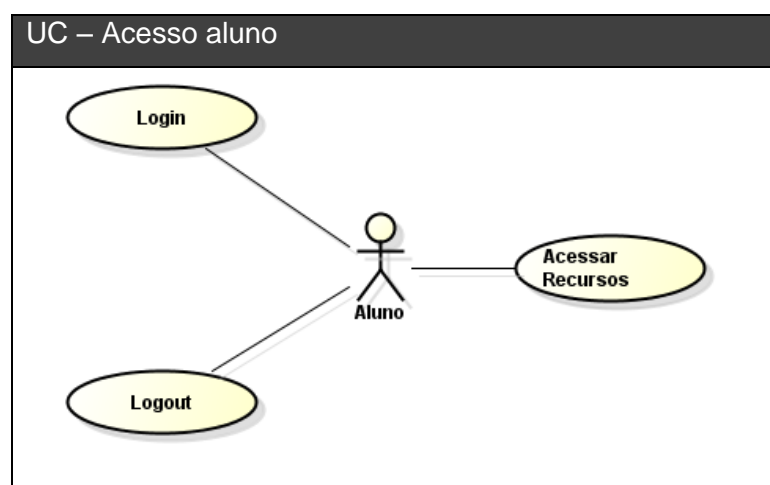 UC – Acesso aluno
Login
Acessar
Recursos
Aluno
Logout